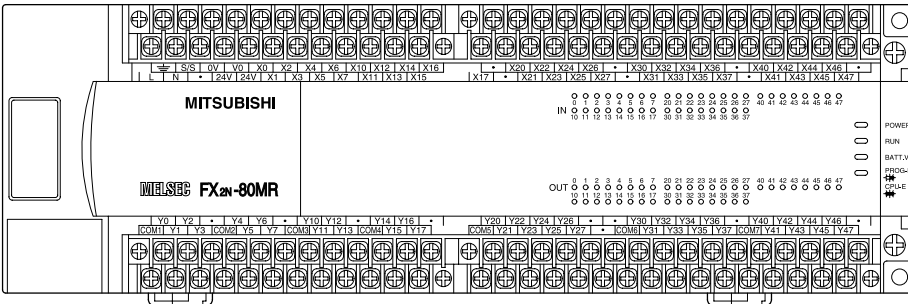 ⏚ S/S 0V V0 X0 X2 X4 X6 X10 X12 X14 X16
L N • 24V 24V X1 X3 X5 X7 X11 X13 X15
• X20 X22 X24 X26 • X30 X32 X34 X36 • X40 X42 X44 X46 •
X17 • X21 X23 X25 X27 • X31 X33 X35 X37 • X41 X43 X45 X47
MITSUBISHI
IN
0 1 2 3 4 5 6 7 20 21 22 23 24 25 26 27 40 41 42 43 44 45 46 47
10 11 12 13 14 15 16 17 30 31 32 33 34 35 36 37
POWER
RUN
BATT.V
PROG-
CPU-E
MELSEC FX2N-80MR
OUT
0 1 2 3 4 5 6 7 20 21 22 23 24 25 26 27 40 41 42 43 44 45 46 47
10 11 12 13 14 15 16 17 30 31 32 33 34 35 36 37
Y0 Y2 • Y4 Y6 • Y10 Y12 • Y14 Y16 •
COM1 Y1 Y3 COM2 Y5 Y7 COM3 Y11 Y13 COM4 Y15 Y17
Y20 Y22 Y24 Y26 • • Y30 Y32 Y34 Y36 • Y40 Y42 Y44 Y46 •
COM5 Y21 Y23 Y25 Y27 • COM6 Y31 Y33 Y35 Y37 COM7 Y41 Y43 Y45 Y47